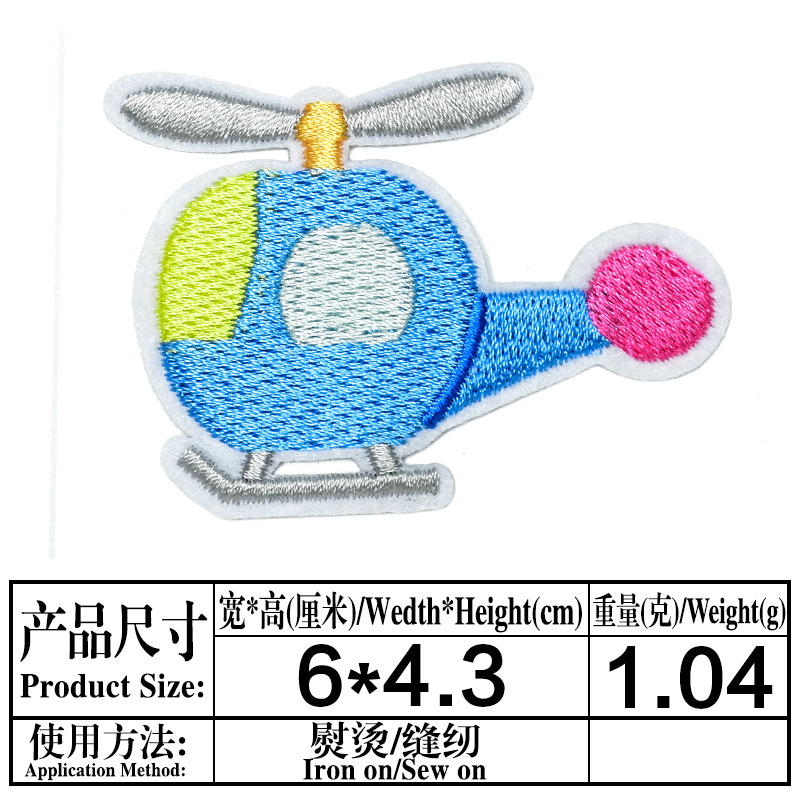 产品尺寸
Product Size:
宽*高(厘米)/Wedth*Height(cm)
重量(克)/Weight(g)
6*4.3
1.04
使用方法:
Application Method:
熨烫/缝纫
Iron on/Sew on